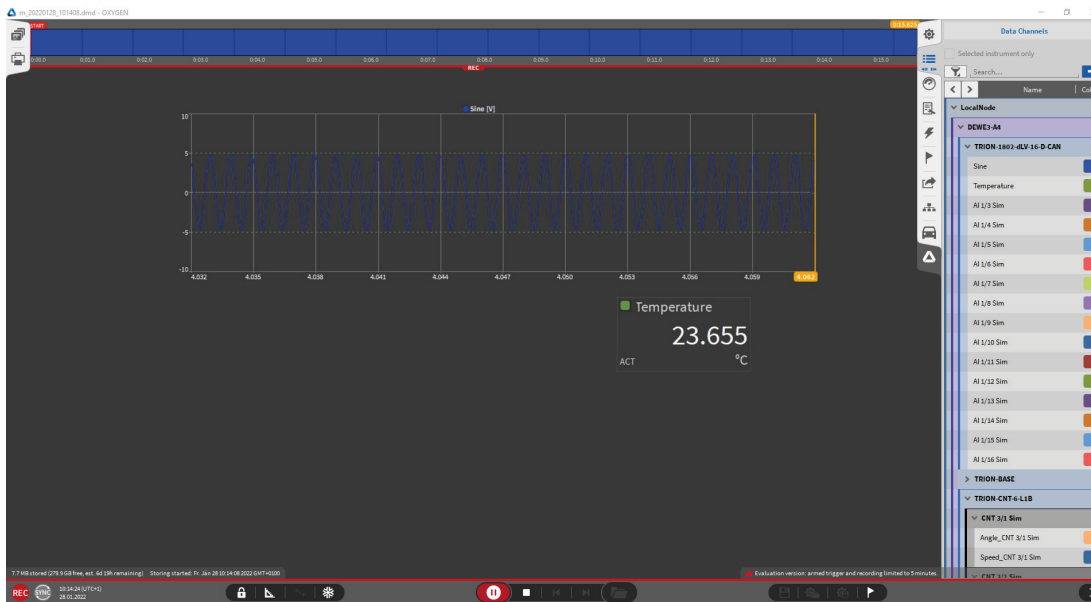 m_20220128_101408.dmd - OXYGEN
START
0:15.625
0:00.0 0:01.0 0:02.0 0:03.0 0:04.0 0:05.0 0:06.0 0:07.0 0:08.0 0:09.0 0:10.0 0:11.0 0:12.0 0:13.0 0:14.0 0:15.0
REC
Sine [V]
10
5
0
-5
-10
4.032 4.035 4.038 4.041 4.044 4.047 4.050 4.053 4.056 4.059 4.062
Temperature
23.655
ACT °C
Data Channels
Selected instrument only
Search...
Name Col
LocalNode
DEWE3-A4
TRION-1802-dLV-16-D-CAN
Sine
Temperature
AI 1/3 Sim
AI 1/4 Sim
AI 1/5 Sim
AI 1/6 Sim
AI 1/7 Sim
AI 1/8 Sim
AI 1/9 Sim
AI 1/10 Sim
AI 1/11 Sim
AI 1/12 Sim
AI 1/13 Sim
AI 1/14 Sim
AI 1/15 Sim
AI 1/16 Sim
TRION-BASE
TRION-CNT-6-L1B
CNT 3/1 Sim
Angle_CNT 3/1 Sim
Speed_CNT 3/1 Sim
7.7 MB stored (279.9 GB free, est. 6d 19h remaining) Storing started: Fr. Jän 28 10:14:08 2022 GMT+0100
Evaluation version: armed trigger and recording limited to 5 minutes
REC SYNC 10:14:24 (UTC+1)
28.01.2022